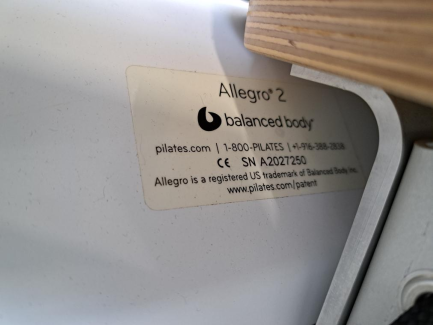 Allegro® 2
balanced body®
pilates.com | 1-800-PILATES | +1-916-388-2838
CE SN A2027250
Allegro is a registered US trademark of Balanced Body Inc.
www.pilates.com/patent